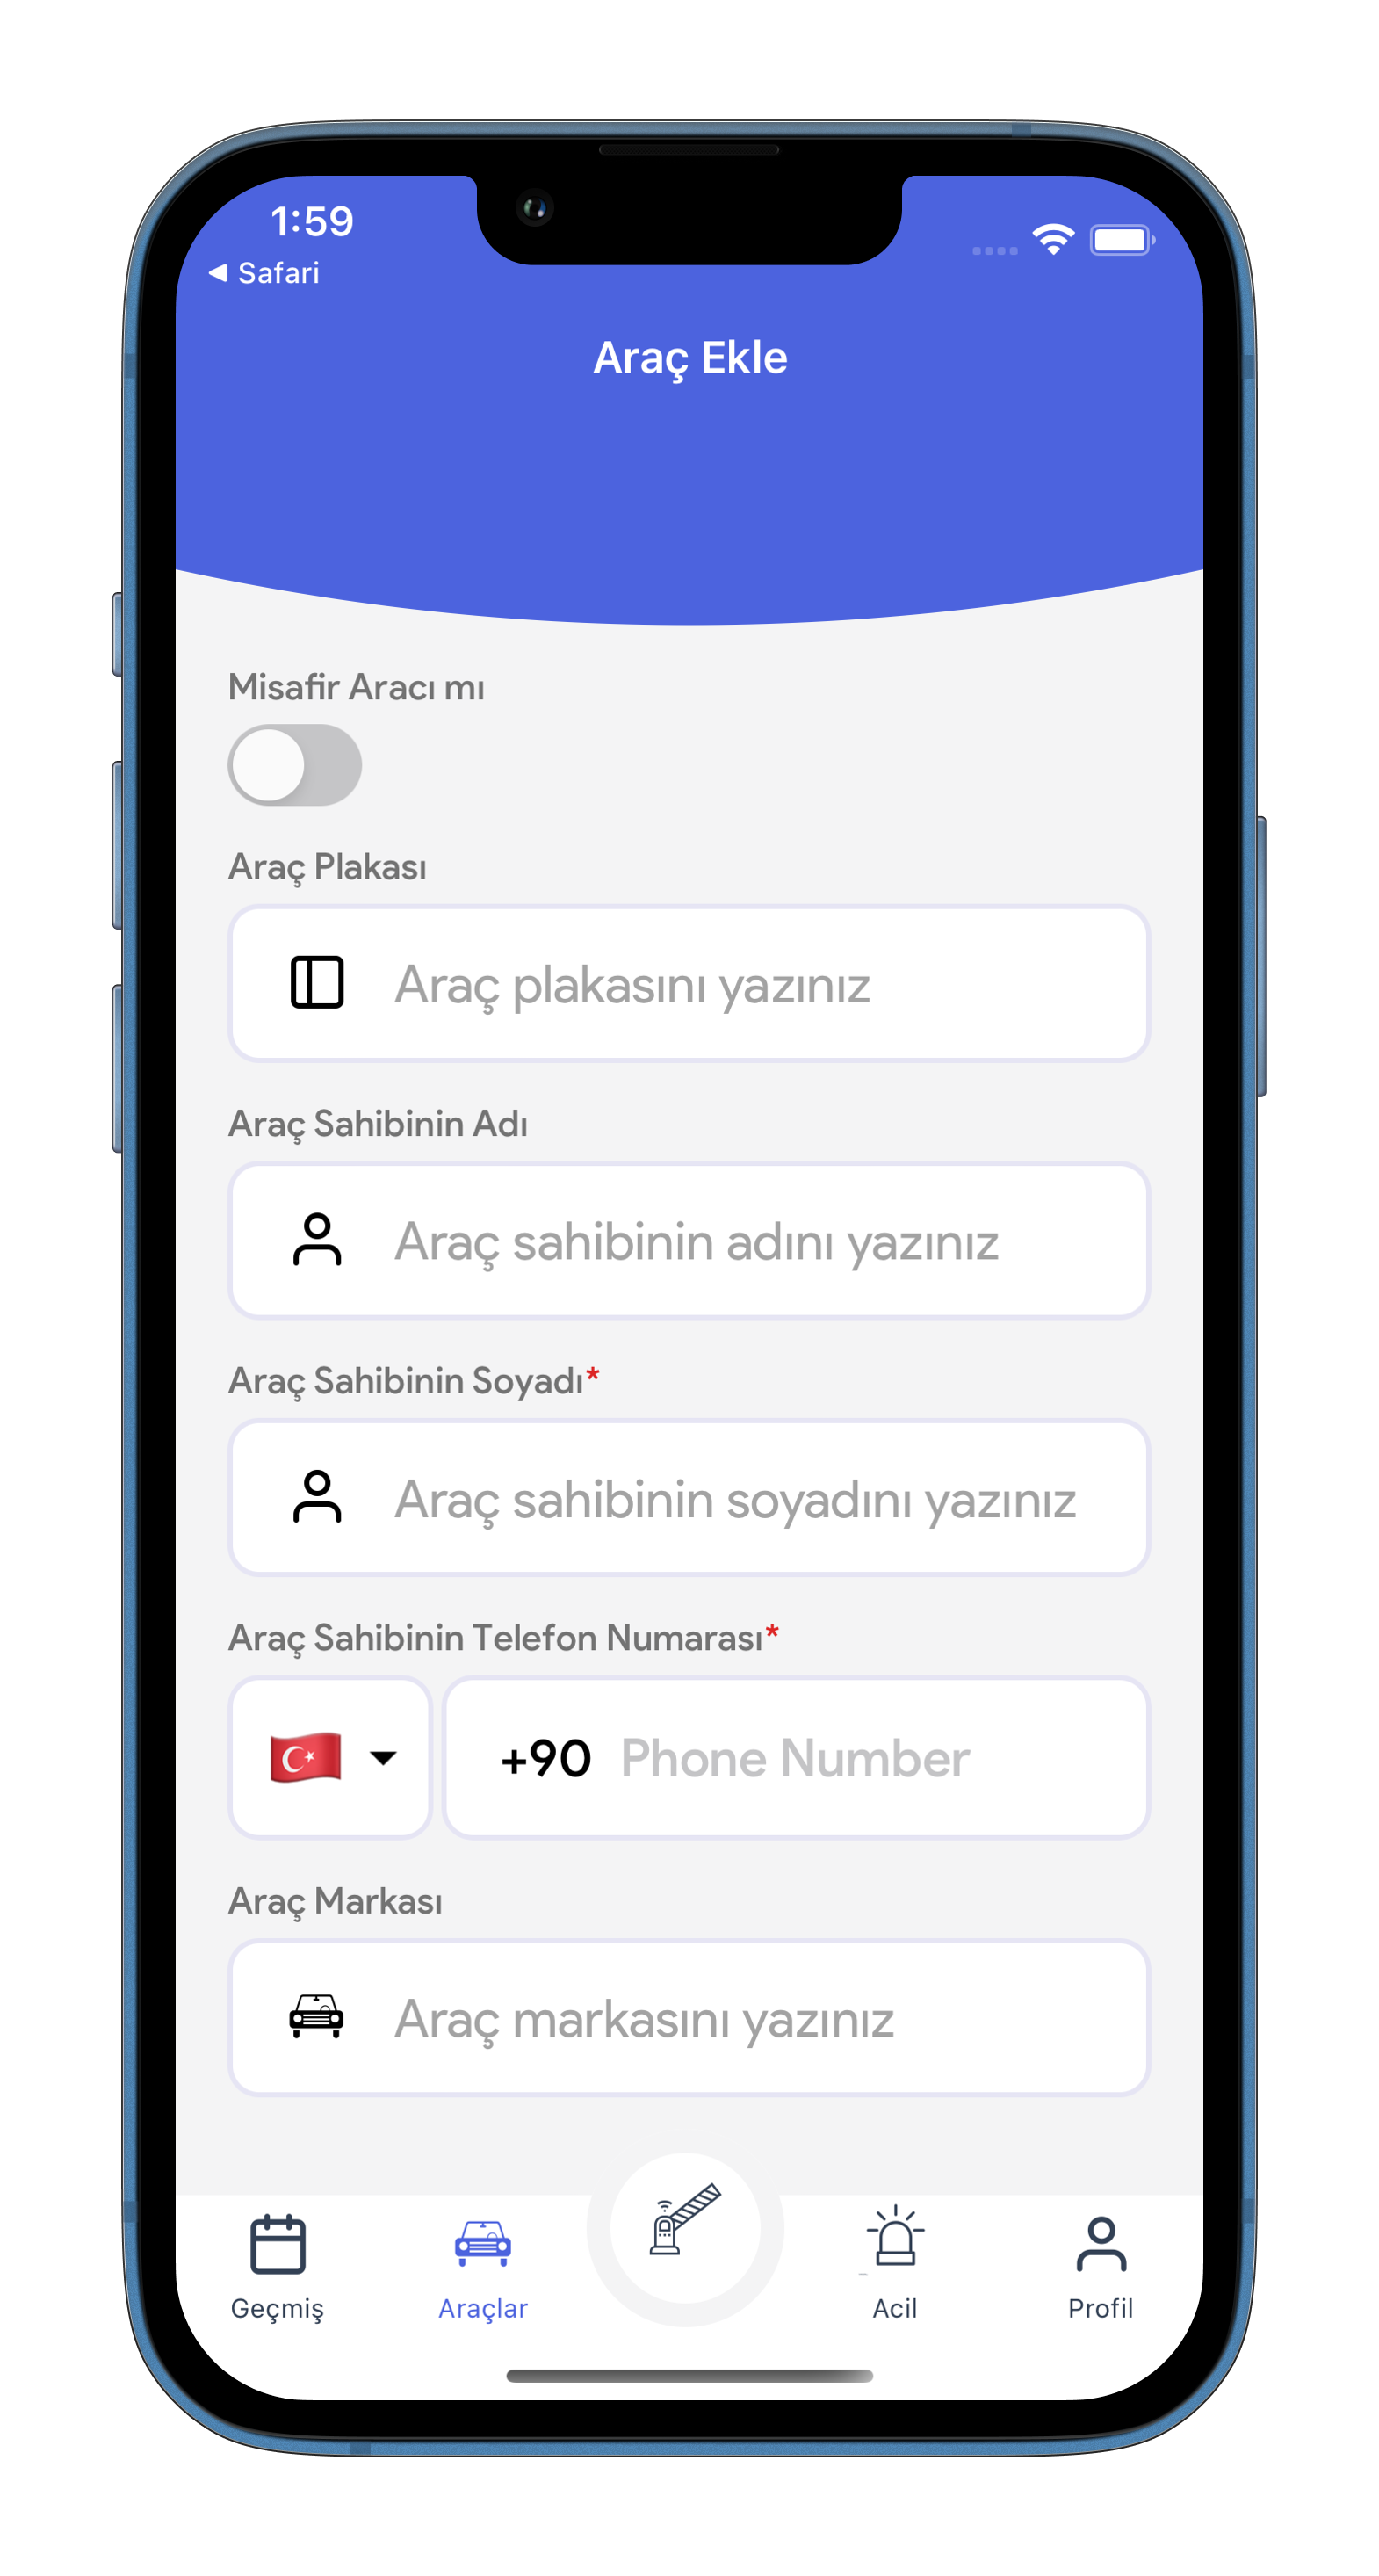 1:59
Safari
Araç Ekle
Misafir Aracı mı
Araç Plakası
Araç plakasını yazınız
Araç Sahibinin Adı
Araç sahibinin adını yazınız
Araç Sahibinin Soyadı*
Araç sahibinin soyadını yazınız
Araç Sahibinin Telefon Numarası*
+90 Phone Number
Araç Markası
Araç markasını yazınız
Geçmiş Araçlar Acil Profil